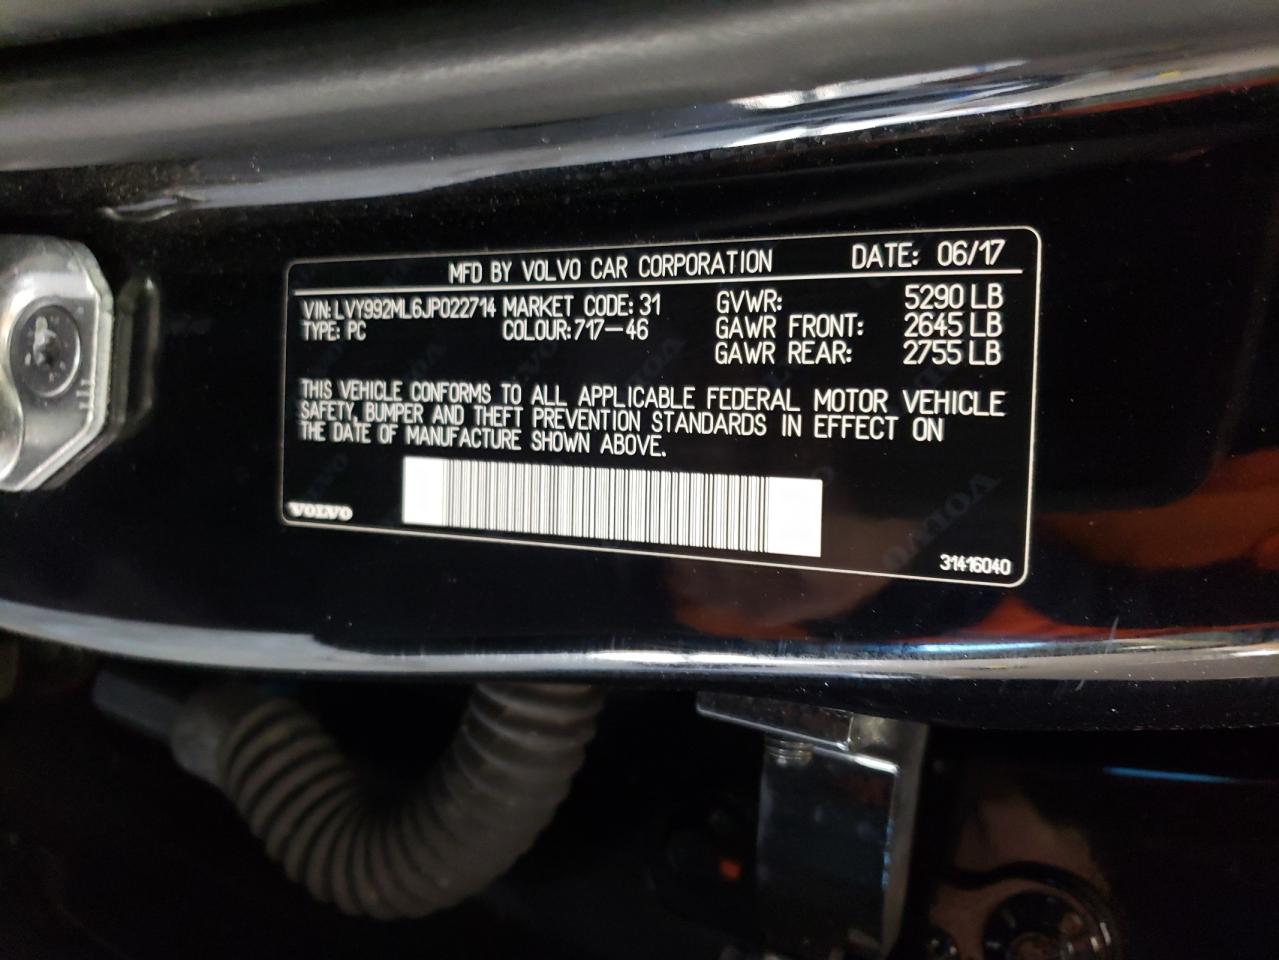 MFD BY VOLVO CAR CORPORATION DATE: 06/17
VIN: LVY992ML6JP022714 MARKET CODE: 31 GVWR: 5290 LB
TYPE: PC COLOUR: 717-46 GAWR FRONT: 2645 LB
GAWR REAR: 2755 LB
THIS VEHICLE CONFORMS TO ALL APPLICABLE FEDERAL MOTOR VEHICLE
SAFETY, BUMPER AND THEFT PREVENTION STANDARDS IN EFFECT ON
THE DATE OF MANUFACTURE SHOWN ABOVE.
VOLVO
31416040